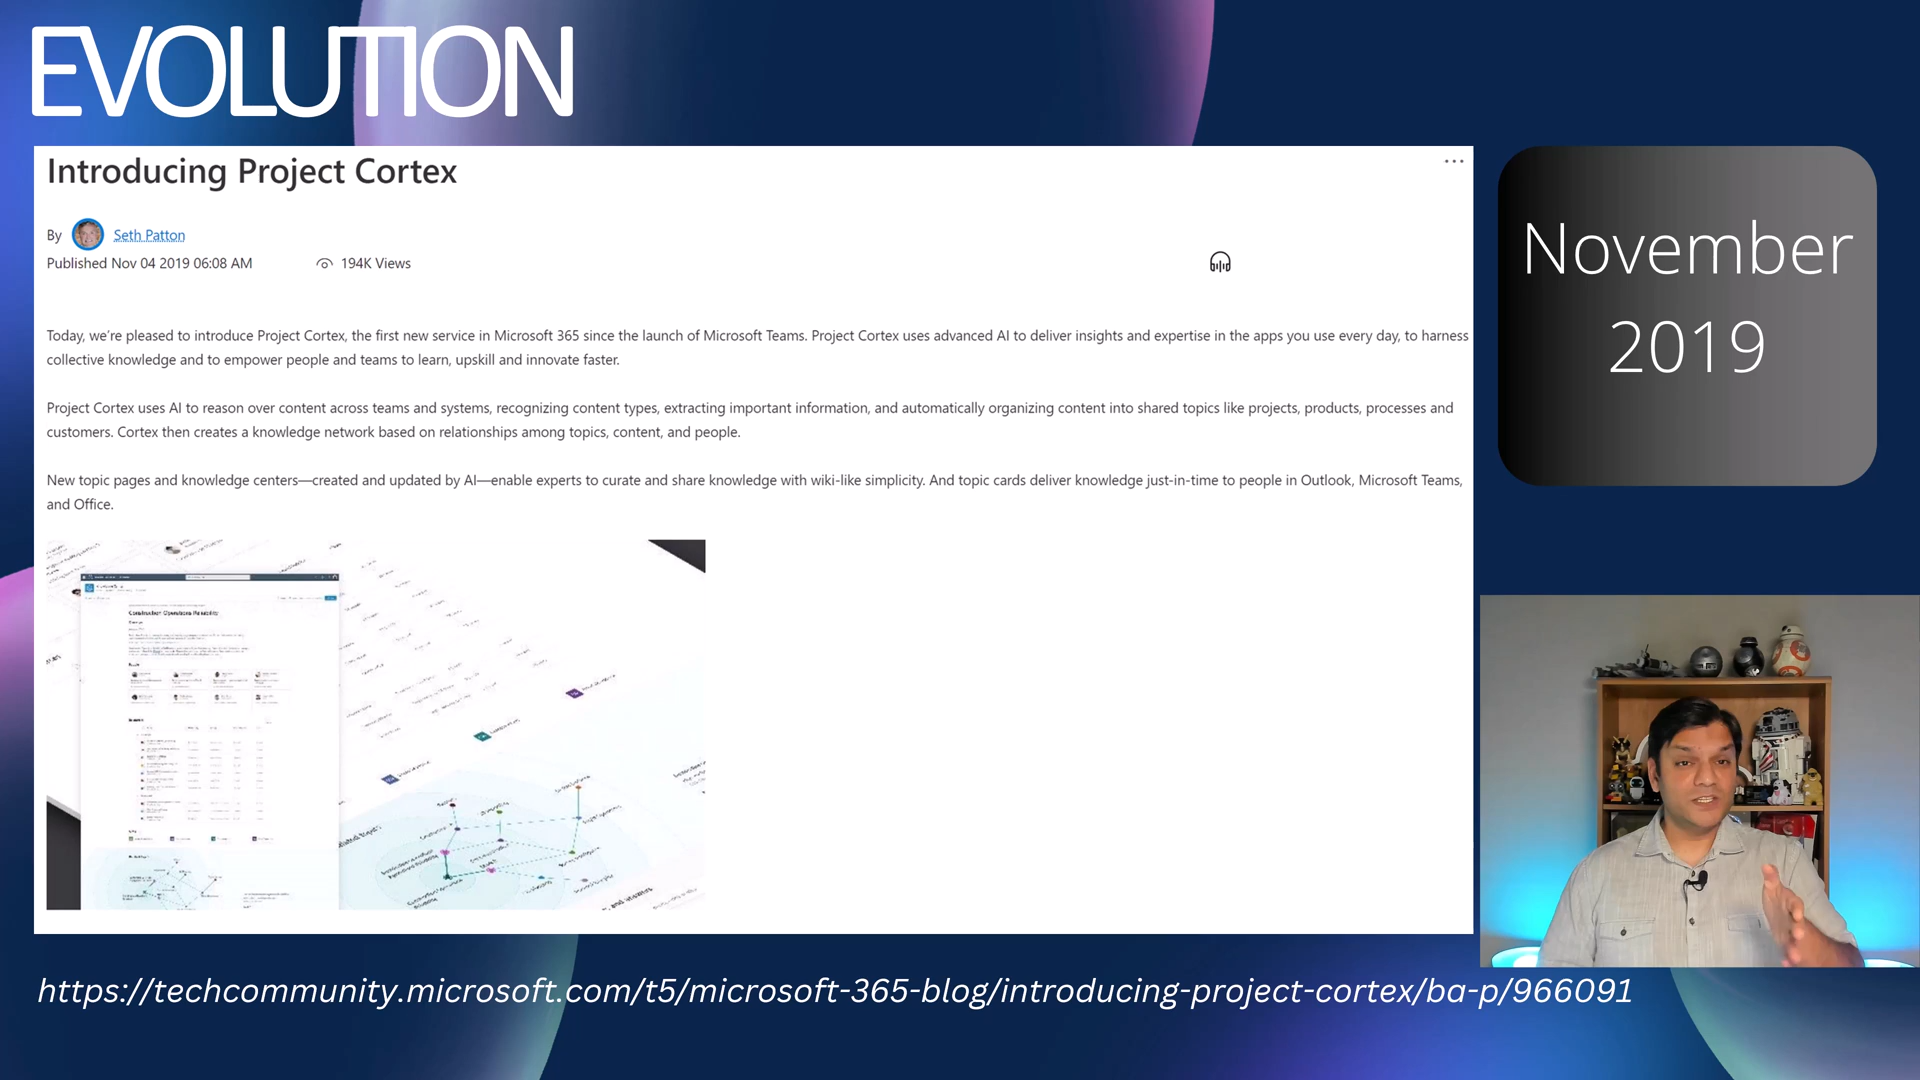 EVOLUTION
Introducing Project Cortex
By Seth Patton
Published Nov 04 2019 06:08 AM 194K Views
Today, we're pleased to introduce Project Cortex, the first new service in Microsoft 365 since the launch of Microsoft Teams. Project Cortex uses advanced AI to deliver insights and expertise in the apps you use every day, to harness
collective knowledge and to empower people and teams to learn, upskill and innovate faster.
Project Cortex uses AI to reason over content across teams and systems, recognizing content types, extracting important information, and automatically organizing content into shared topics like projects, products, processes and
customers. Cortex then creates a knowledge network based on relationships among topics, content, and people.
New topic pages and knowledge centers—created and updated by AI—enable experts to curate and share knowledge with wiki-like simplicity. And topic cards deliver knowledge just-in-time to people in Outlook, Microsoft Teams,
and Office.
Construction Operations Reliability
November
2019
https://techcommunity.microsoft.com/t5/microsoft-365-blog/introducing-project-cortex/ba-p/966091